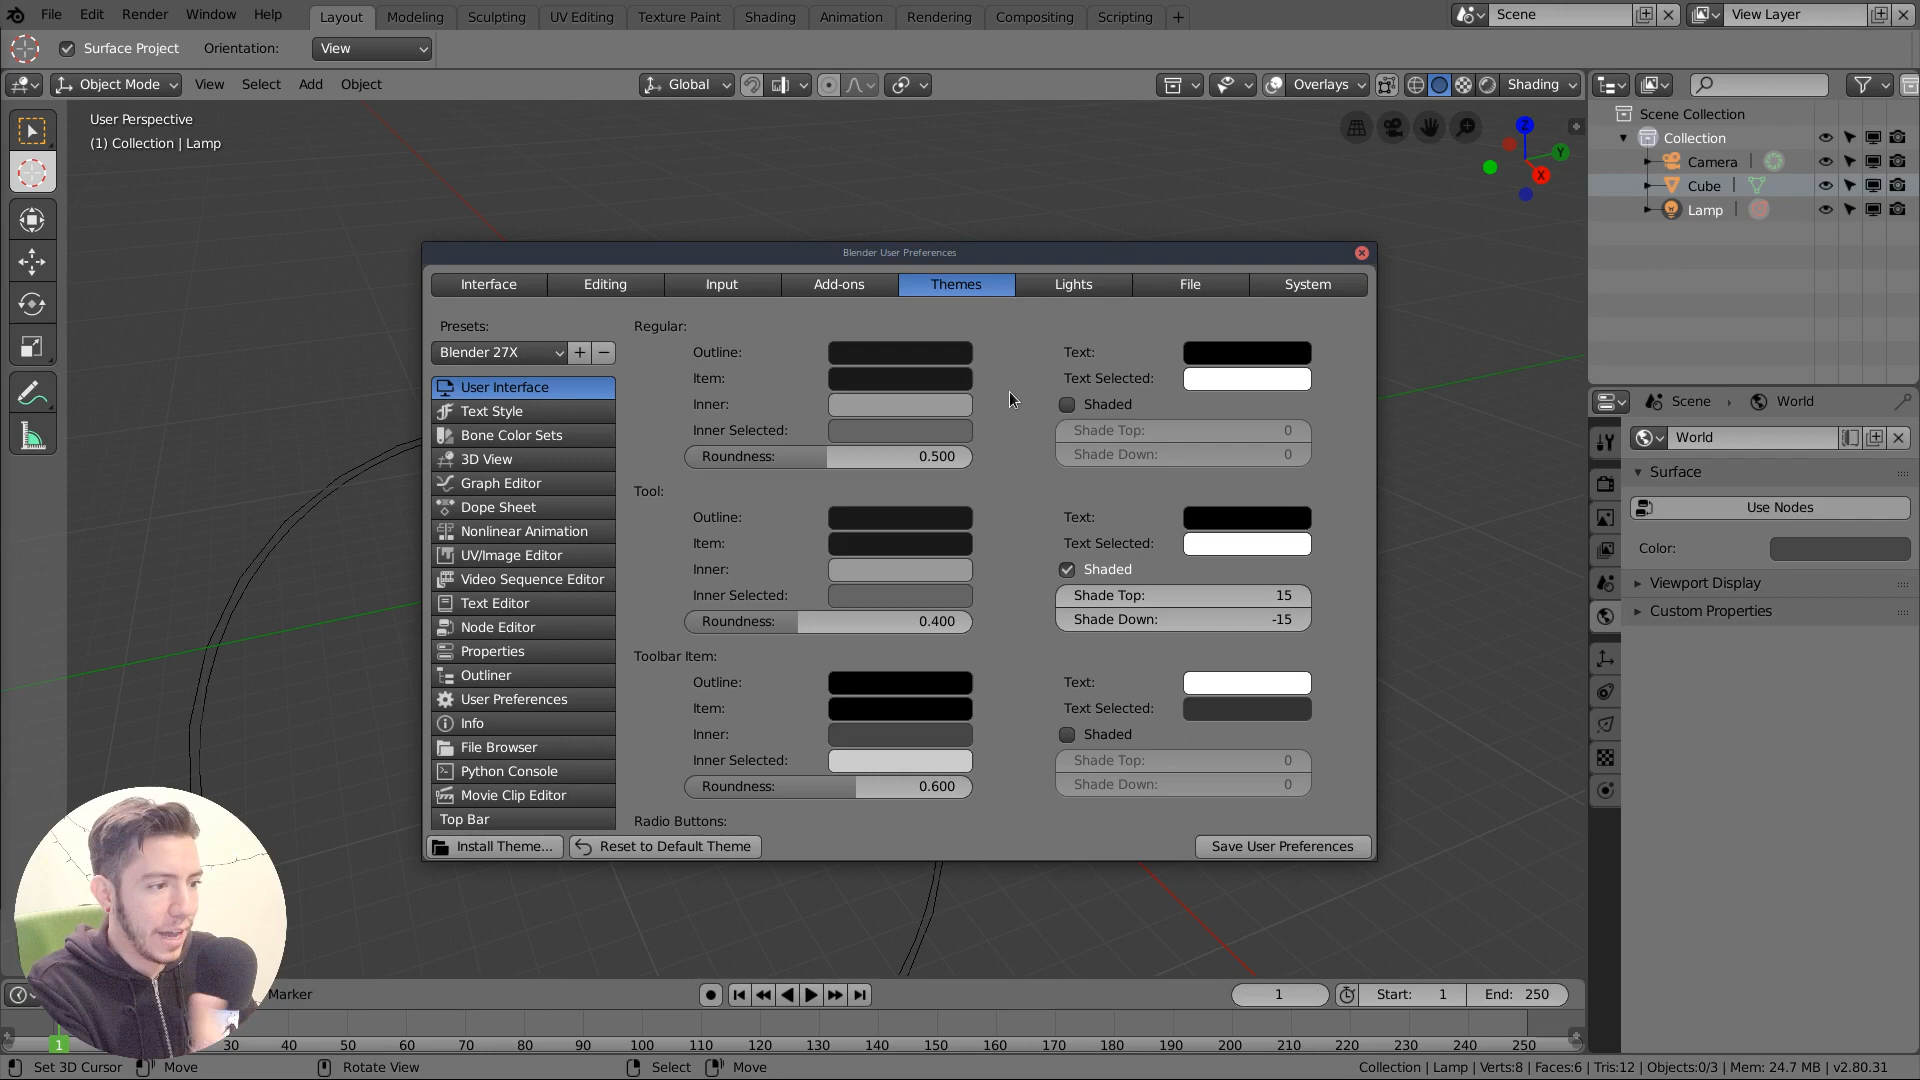 File Edit Render Window Help
Layout Modeling Sculpting UV Editing Texture Paint Shading Animation Rendering Compositing Scripting +
Scene
View Layer
Surface Project Orientation: View
Object Mode View Select Add Object
Global
Overlays
Shading
User Perspective
(1) Collection | Lamp
Z
Y
X
Scene Collection
Collection
Camera
Cube
Lamp
Blender User Preferences
Interface Editing Input Add-ons Themes Lights File System
Presets:
Blender 27X
User Interface
Text Style
Bone Color Sets
3D View
Graph Editor
Dope Sheet
Nonlinear Animation
UV/Image Editor
Video Sequence Editor
Text Editor
Node Editor
Properties
Outliner
User Preferences
Info
File Browser
Python Console
Movie Clip Editor
Top Bar
Regular:
Outline: Text:
Item: Text Selected:
Inner: Shaded
Inner Selected: Shade Top: 0
Roundness: 0.500 Shade Down: 0
Tool:
Outline: Text:
Item: Text Selected:
Inner: Shaded
Inner Selected: Shade Top: 15
Roundness: 0.400 Shade Down: -15
Toolbar Item:
Outline: Text:
Item: Text Selected:
Inner: Shaded
Inner Selected: Shade Top: 0
Roundness: 0.600 Shade Down: 0
Radio Buttons:
Install Theme... Reset to Default Theme Save User Preferences
Scene World
World
Surface
Use Nodes
Color:
Viewport Display
Custom Properties
Marker
1
Start: 1 End: 250
1 30 40 50 60 70 80 90 100 110 120 130 140 150 160 170 180 190 200 210 220 230 240 250
Set 3D Cursor Move Rotate View Select Move Collection | Lamp | Verts:8 | Faces:6 | Tris:12 | Objects:0/3 | Mem: 24.7 MB | v2.80.31